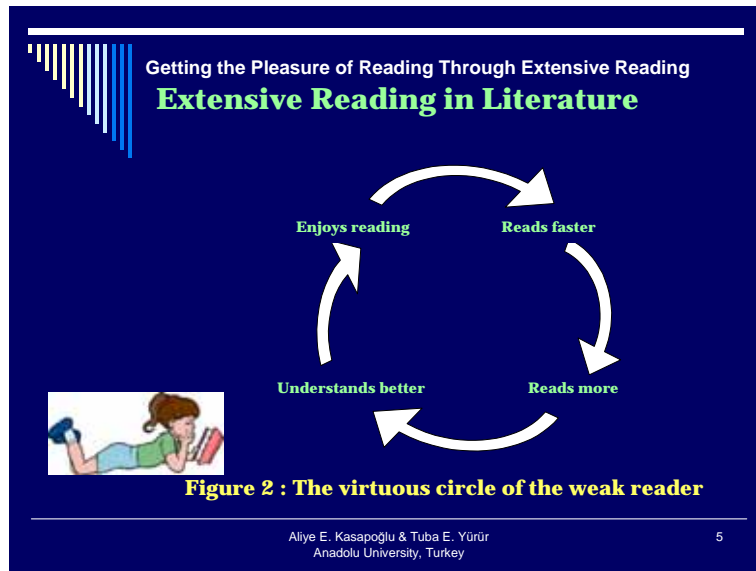 Getting the Pleasure of Reading Through Extensive Reading
Extensive Reading in Literature
Enjoys reading
Reads faster
Understands better
Reads more
Figure 2 : The virtuous circle of the weak reader
Aliye E. Kasapoğlu & Tuba E. Yürür
Anadolu University, Turkey
5